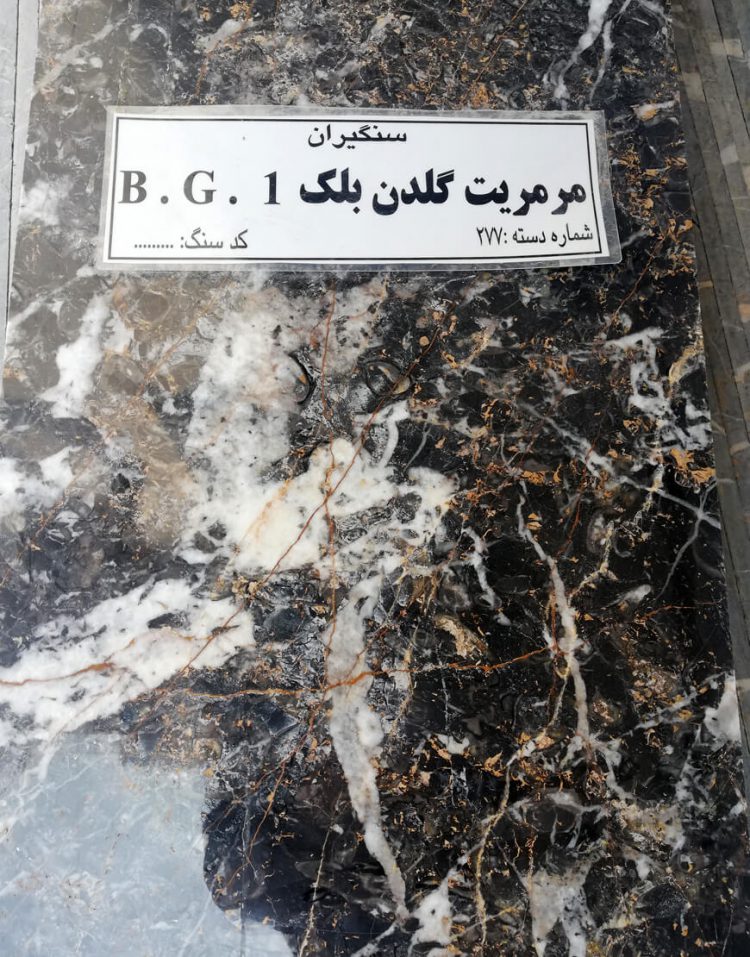 سنگیران
مرمریت گلدن بلک B . G . 1
شماره دسته :۲۷۷
کد سنگ: .........